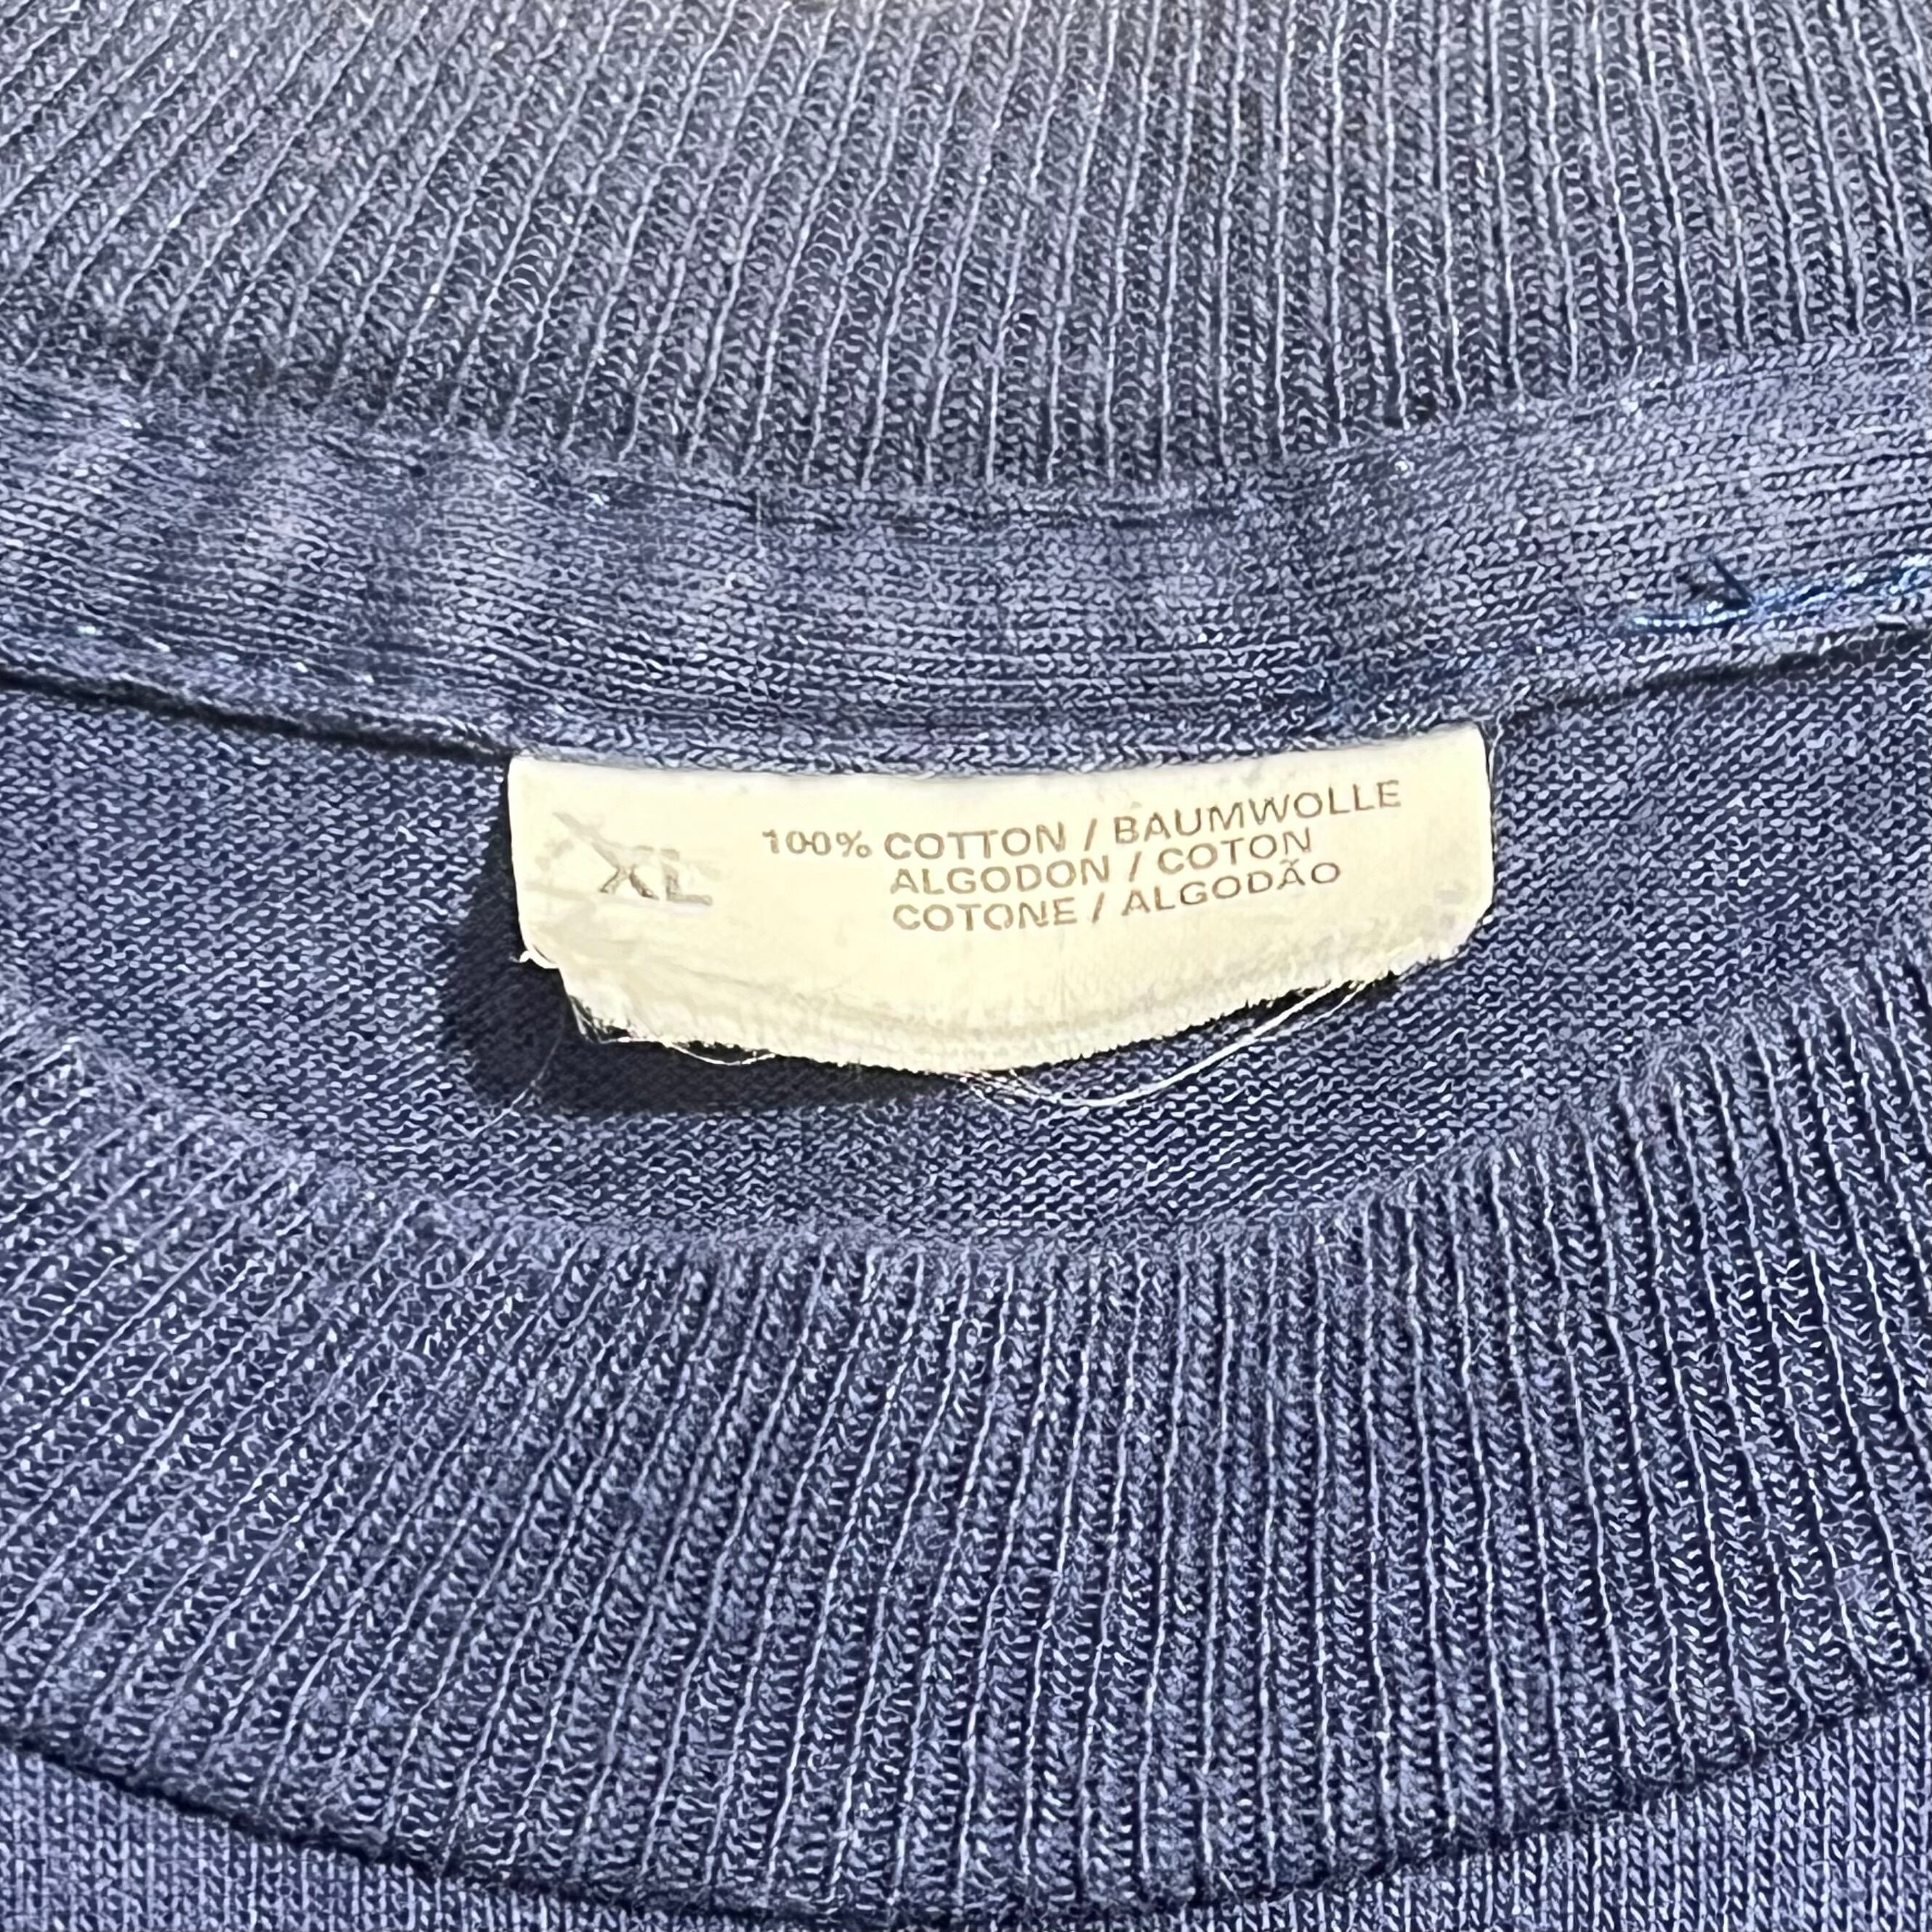 XL
100% COTTON / BAUMWOLLE
ALGODON / COTON
COTONE / ALGODÃO